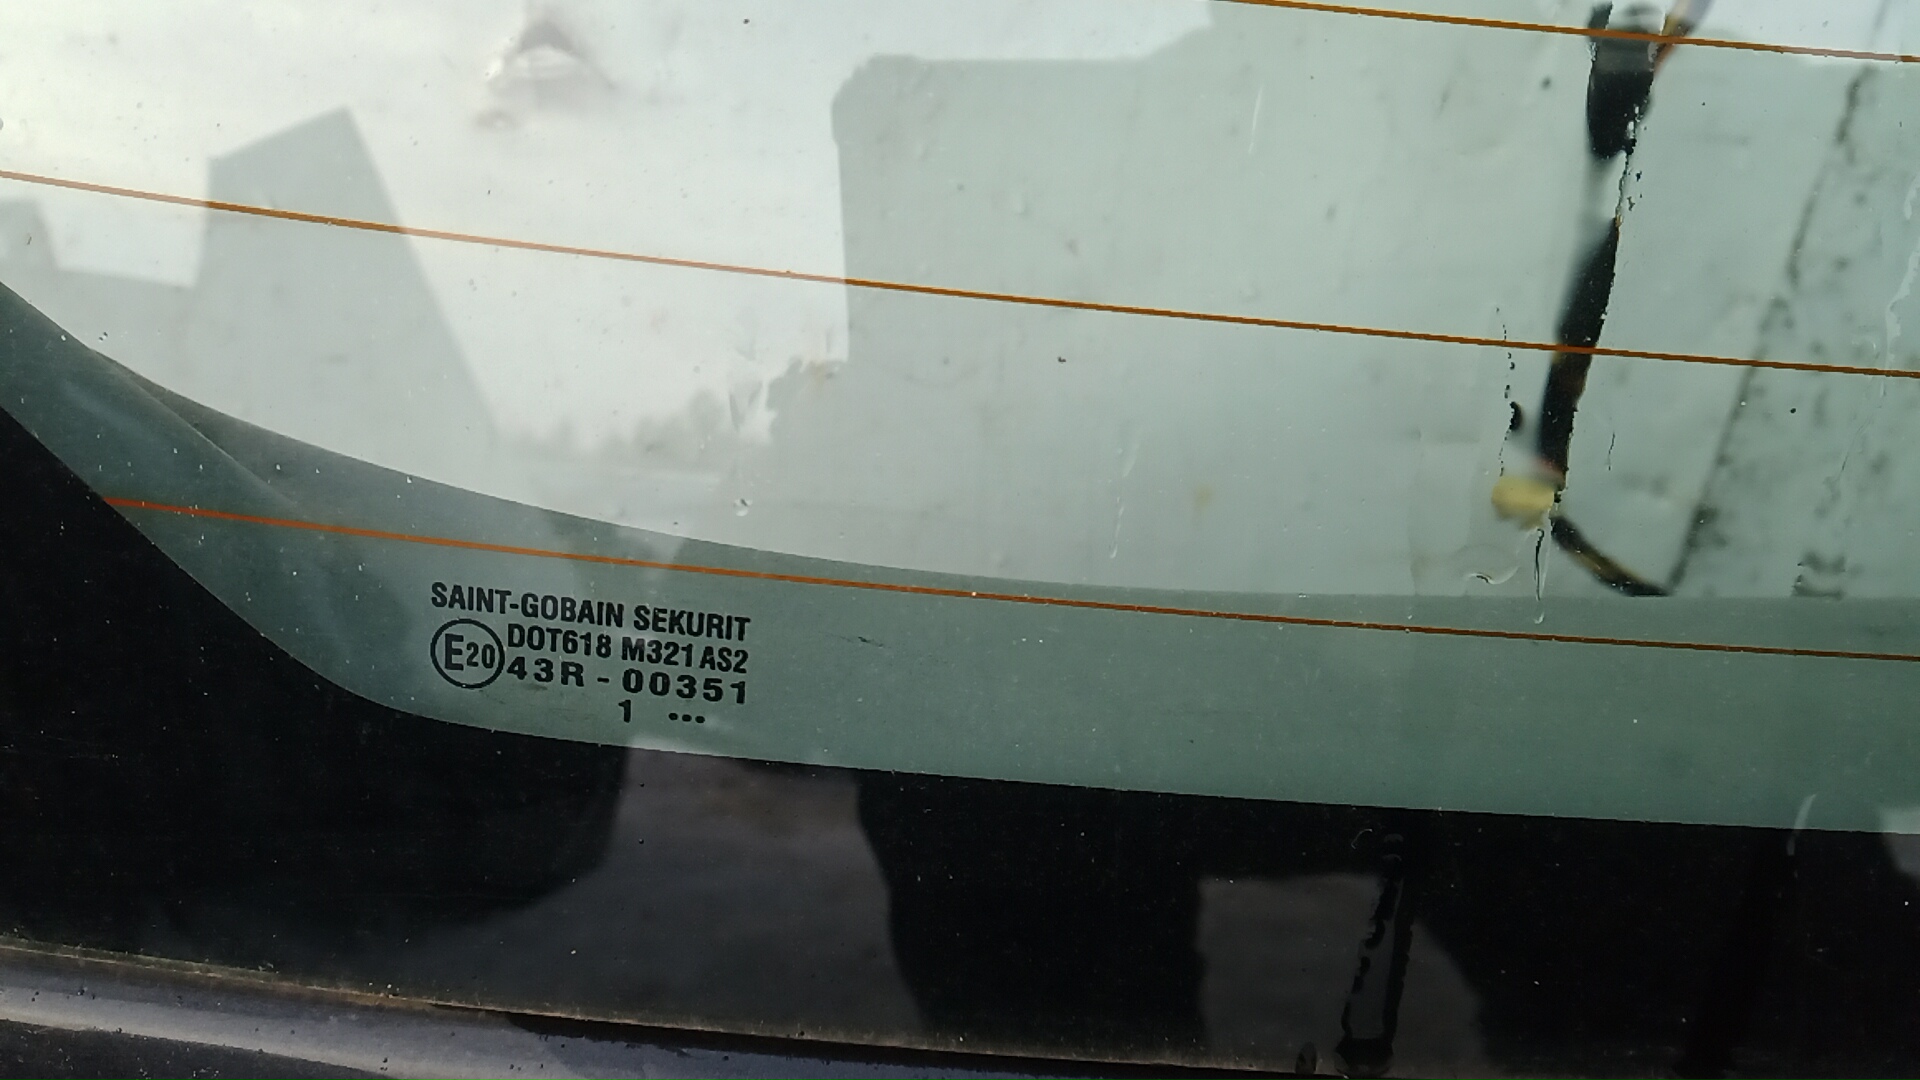 SAINT-GOBAIN SEKURIT
DOT618 M321 AS2
E20 43R - 00351
1 •••